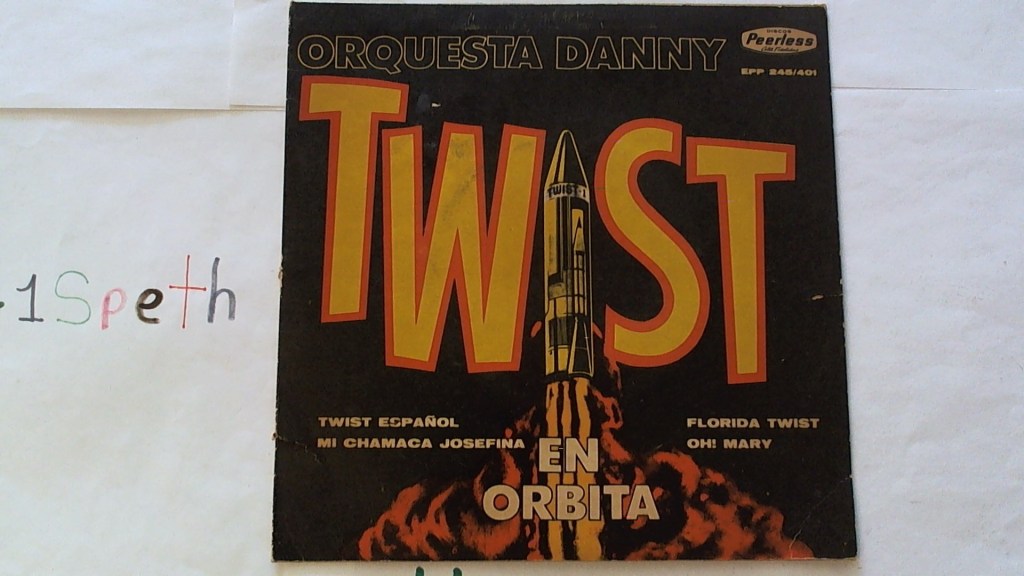 ORQUESTA DANNY
DISCOS
Peerless
EPP 245/401
TWIST
TWIST-1
-1Speth
TWIST ESPAÑOL
MI CHAMACA JOSEFINA
FLORIDA TWIST
OH! MARY
EN
ORBITA